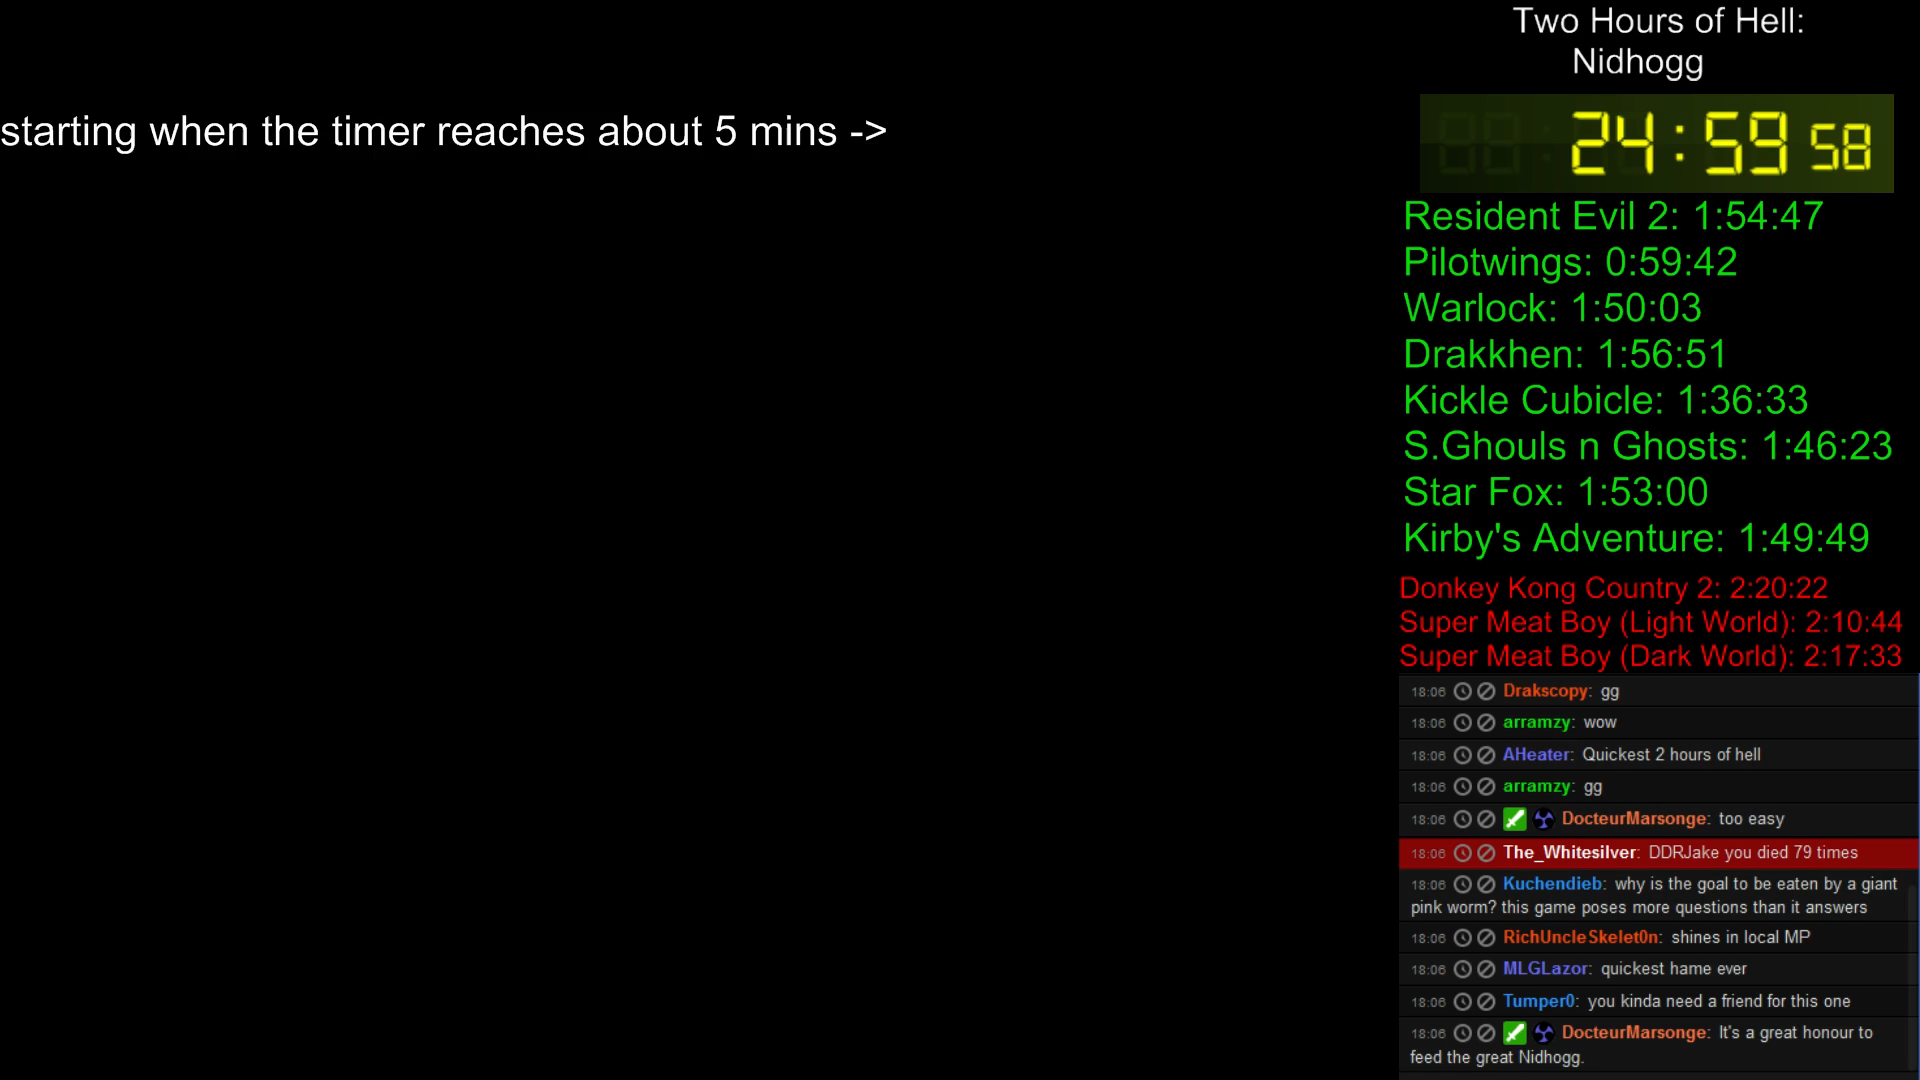 Two Hours of Hell:
Nidhogg
starting when the timer reaches about 5 mins ->
24:59 58
Resident Evil 2: 1:54:47
Pilotwings: 0:59:42
Warlock: 1:50:03
Drakkhen: 1:56:51
Kickle Cubicle: 1:36:33
S.Ghouls n Ghosts: 1:46:23
Star Fox: 1:53:00
Kirby's Adventure: 1:49:49
Donkey Kong Country 2: 2:20:22
Super Meat Boy (Light World): 2:10:44
Super Meat Boy (Dark World): 2:17:33
18:06 Drakscopy: gg
18:06 arramzy: wow
18:06 AHeater: Quickest 2 hours of hell
18:06 arramzy: gg
18:06 DocteurMarsonge: too easy
18:06 The_Whitesilver: DDRJake you died 79 times
18:06 Kuchendieb: why is the goal to be eaten by a giant
pink worm? this game poses more questions than it answers
18:06 RichUncleSkelet0n: shines in local MP
18:06 MLGLazor: quickest hame ever
18:06 Tumper0: you kinda need a friend for this one
18:06 DocteurMarsonge: It's a great honour to
feed the great Nidhogg.